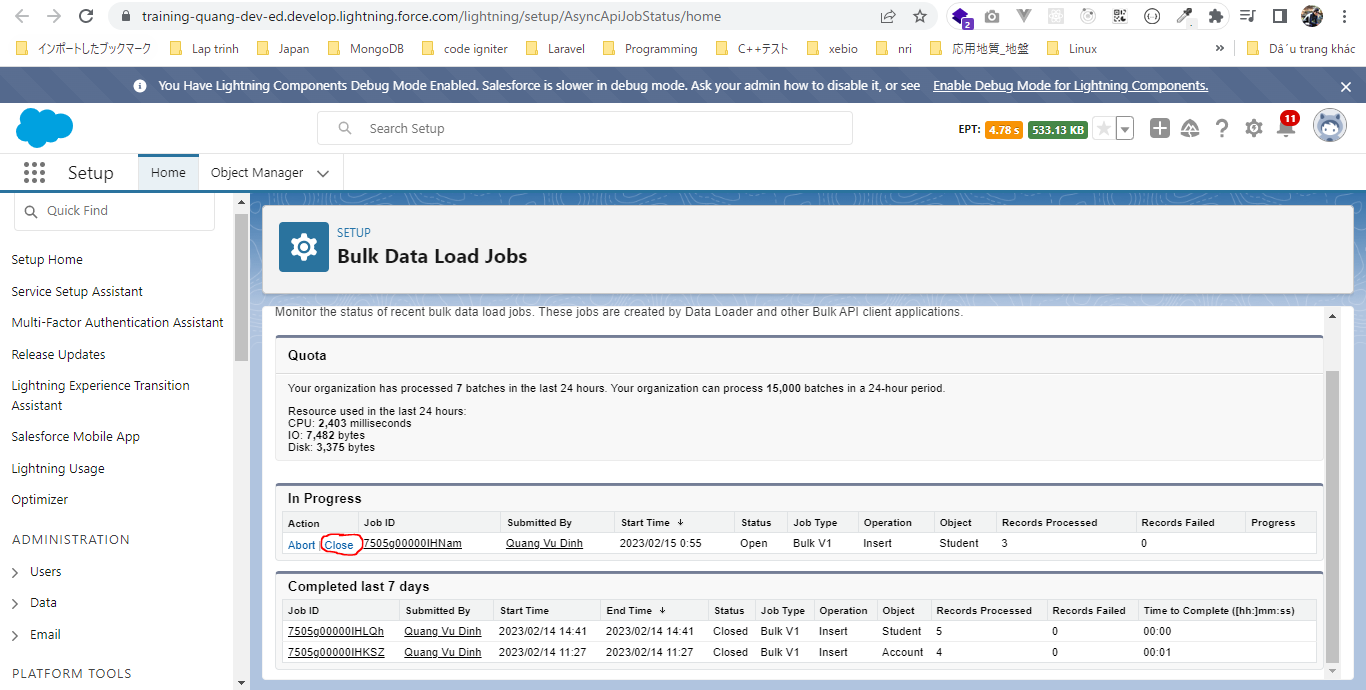 training-quang-dev-ed.develop.lightning.force.com/lightning/setup/AsyncApiJobStatus/home
2
インポートしたブックマーク Lap trinh Japan MongoDB code igniter Laravel Programming C++テスト xebio nri 応用地質_地盤 Linux » Dấu trang khác
You Have Lightning Components Debug Mode Enabled. Salesforce is slower in debug mode. Ask your admin how to disable it, or see Enable Debug Mode for Lightning Components.
Search Setup
EPT: 4.78 s 533.13 KB 11
Setup Home Object Manager
Quick Find
Setup Home
Service Setup Assistant
Multi-Factor Authentication Assistant
Release Updates
Lightning Experience Transition
Assistant
Salesforce Mobile App
Lightning Usage
Optimizer
ADMINISTRATION
Users
Data
Email
PLATFORM TOOLS
SETUP
Bulk Data Load Jobs
Monitor the status of recent bulk data load jobs. These jobs are created by Data Loader and other Bulk API client applications.
Quota
Your organization has processed 7 batches in the last 24 hours. Your organization can process 15,000 batches in a 24-hour period.
Resource used in the last 24 hours:
CPU: 2,403 milliseconds
IO: 7,482 bytes
Disk: 3,375 bytes
In Progress
Action Job ID Submitted By Start Time Status Job Type Operation Object Records Processed Records Failed Progress
Abort | Close 7505g00000IHNam Quang Vu Dinh 2023/02/15 0:55 Open Bulk V1 Insert Student 3 0
Completed last 7 days
Job ID Submitted By Start Time End Time Status Job Type Operation Object Records Processed Records Failed Time to Complete ([hh:]mm:ss)
7505g00000IHLQh Quang Vu Dinh 2023/02/14 14:41 2023/02/14 14:41 Closed Bulk V1 Insert Student 5 0 00:00
7505g00000IHKSZ Quang Vu Dinh 2023/02/14 11:27 2023/02/14 11:27 Closed Bulk V1 Insert Account 4 0 00:01